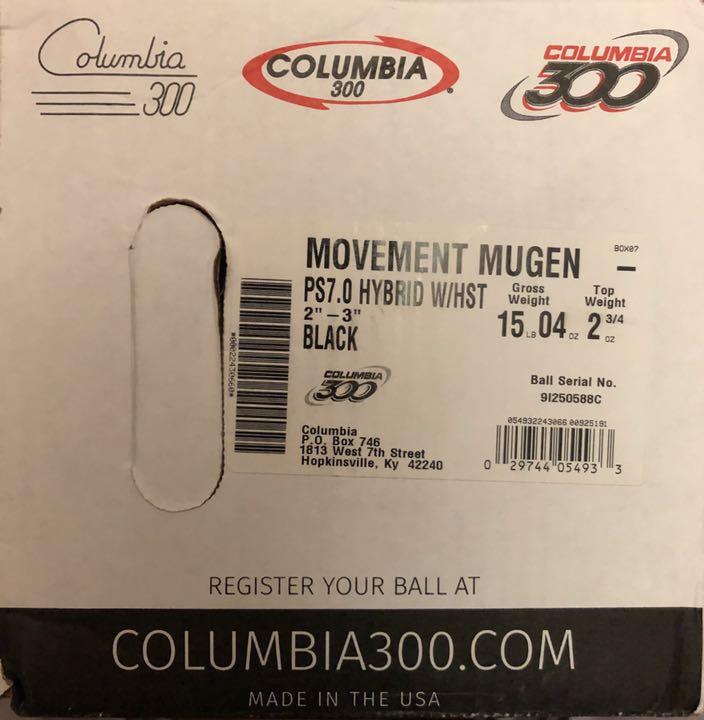 Columbia
300
COLUMBIA
300
COLUMBIA
300
MOVEMENT MUGEN
BOX07
PS7.0 HYBRID W/HST
2"-3"
BLACK
Gross
Weight
15 LB 04 OZ
Top
Weight
2 3/4 OZ
COLUMBIA
300
Ball Serial No.
9I250588C
Columbia
P.O. Box 746
1813 West 7th Street
Hopkinsville, Ky 42240
054932243066 00925191
0 29744 05493 3
REGISTER YOUR BALL AT
COLUMBIA300.COM
MADE IN THE USA